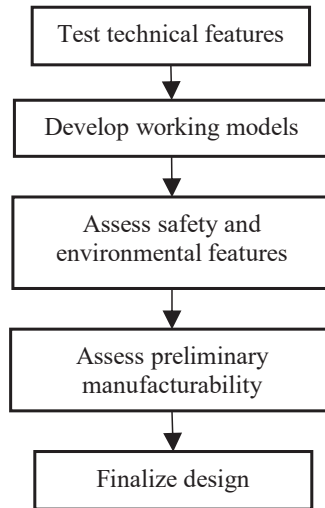 Test technical features
Develop working models
Assess safety and
environmental features
Assess preliminary
manufacturability
Finalize design